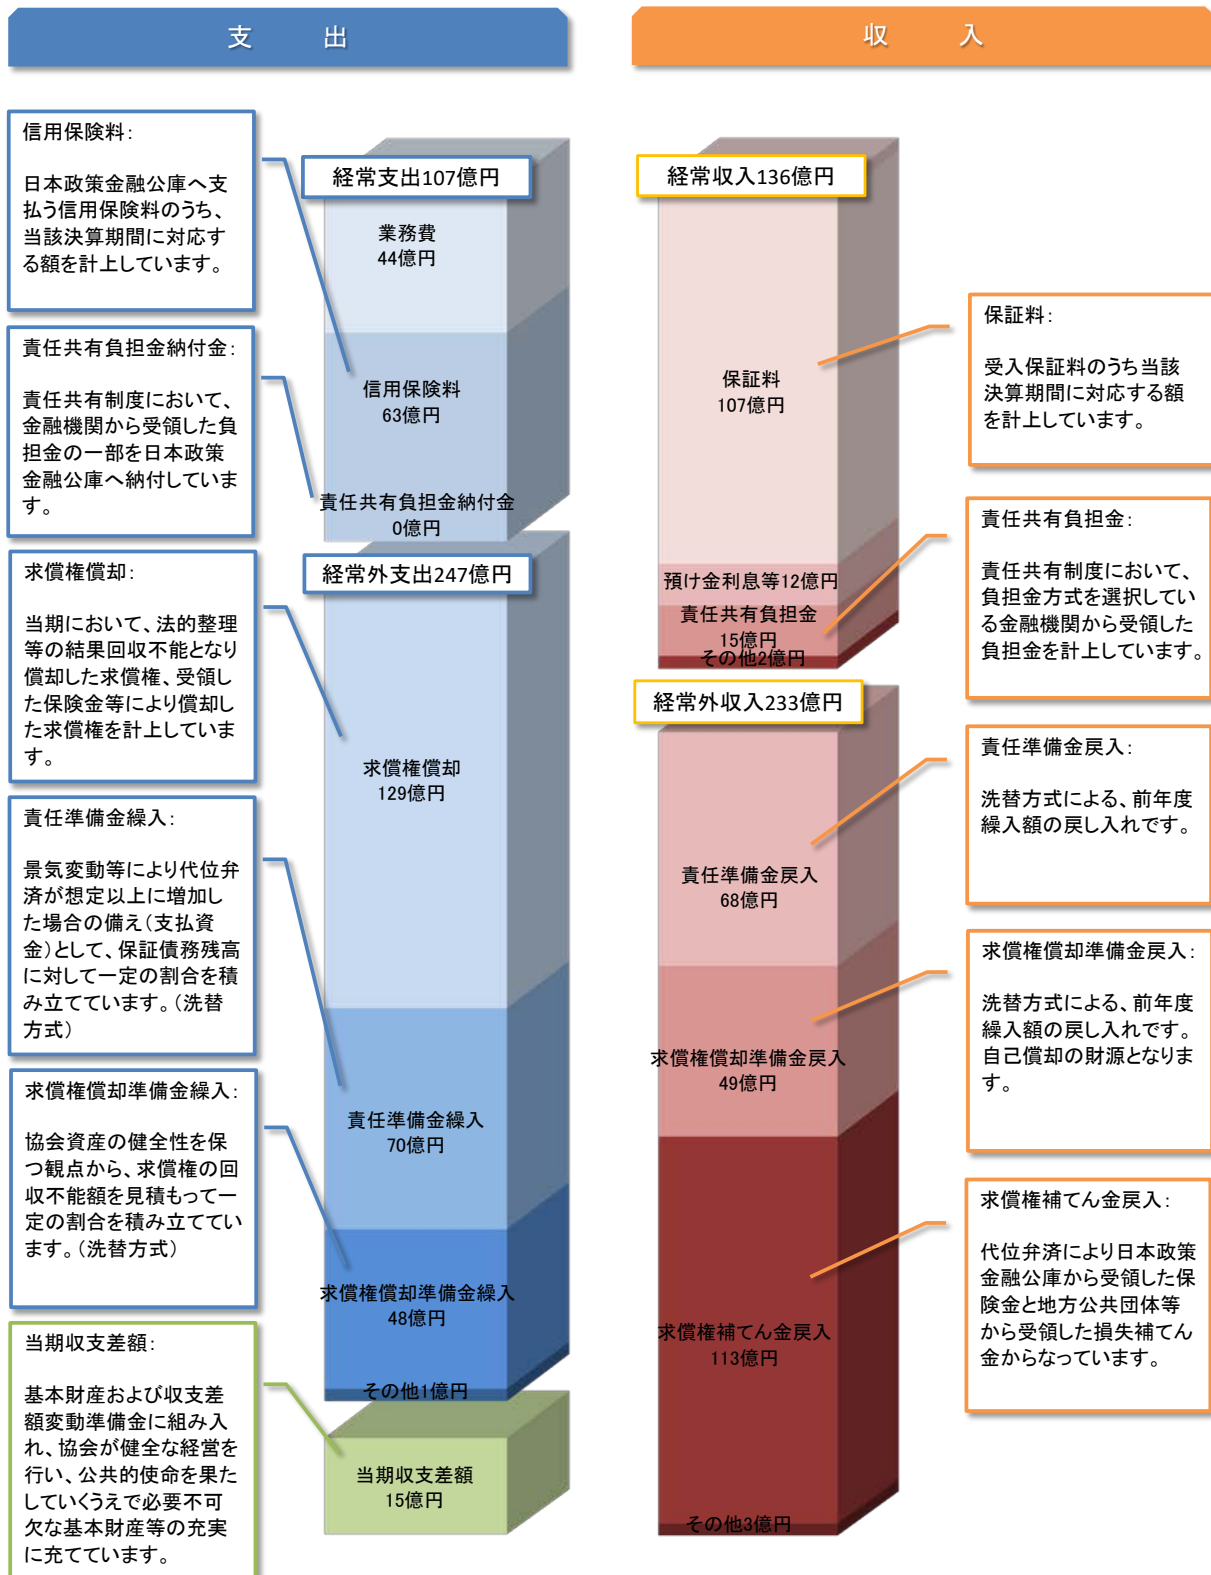 支　出
信用保険料：
日本政策金融公庫へ支
払う信用保険料のうち、
当該決算期間に対応す
る額を計上しています。
責任共有負担金納付金：
責任共有制度において、
金融機関から受領した負
担金の一部を日本政策
金融公庫へ納付していま
す。
求償権償却：
当期において、法的整理
等の結果回収不能となり
償却した求償権、受領し
た保険金等により償却し
た求償権を計上していま
す。
責任準備金繰入：
景気変動等により代位弁
済が想定以上に増加し
た場合の備え（支払資
金）として、保証債務残高
に対して一定の割合を積
み立てています。（洗替
方式）
求償権償却準備金繰入：
協会資産の健全性を保
つ観点から、求償権の回
収不能額を見積もって一
定の割合を積み立ててい
ます。（洗替方式）
当期収支差額：
基本財産および収支差
額変動準備金に組み入
れ、協会が健全な経営を
行い、公共的使命を果た
していくうえで必要不可
欠な基本財産等の充実
に充てています。
経常支出107億円
業務費
44億円
信用保険料
63億円
責任共有負担金納付金
0億円
経常外支出247億円
求償権償却
129億円
責任準備金繰入
70億円
求償権償却準備金繰入
48億円
その他1億円
当期収支差額
15億円
収　入
経常収入136億円
保証料
107億円
預け金利息等12億円
責任共有負担金
15億円
その他2億円
経常外収入233億円
責任準備金戻入
68億円
求償権償却準備金戻入
49億円
求償権補てん金戻入
113億円
その他3億円
保証料：
受入保証料のうち当該
決算期間に対応する額
を計上しています。
責任共有負担金：
責任共有制度において、
負担金方式を選択してい
る金融機関から受領した
負担金を計上しています。
責任準備金戻入：
洗替方式による、前年度
繰入額の戻し入れです。
求償権償却準備金戻入：
洗替方式による、前年度
繰入額の戻し入れです。
自己償却の財源となりま
す。
求償権補てん金戻入：
代位弁済により日本政策
金融公庫から受領した保
険金と地方公共団体等
から受領した損失補てん
金からなっています。